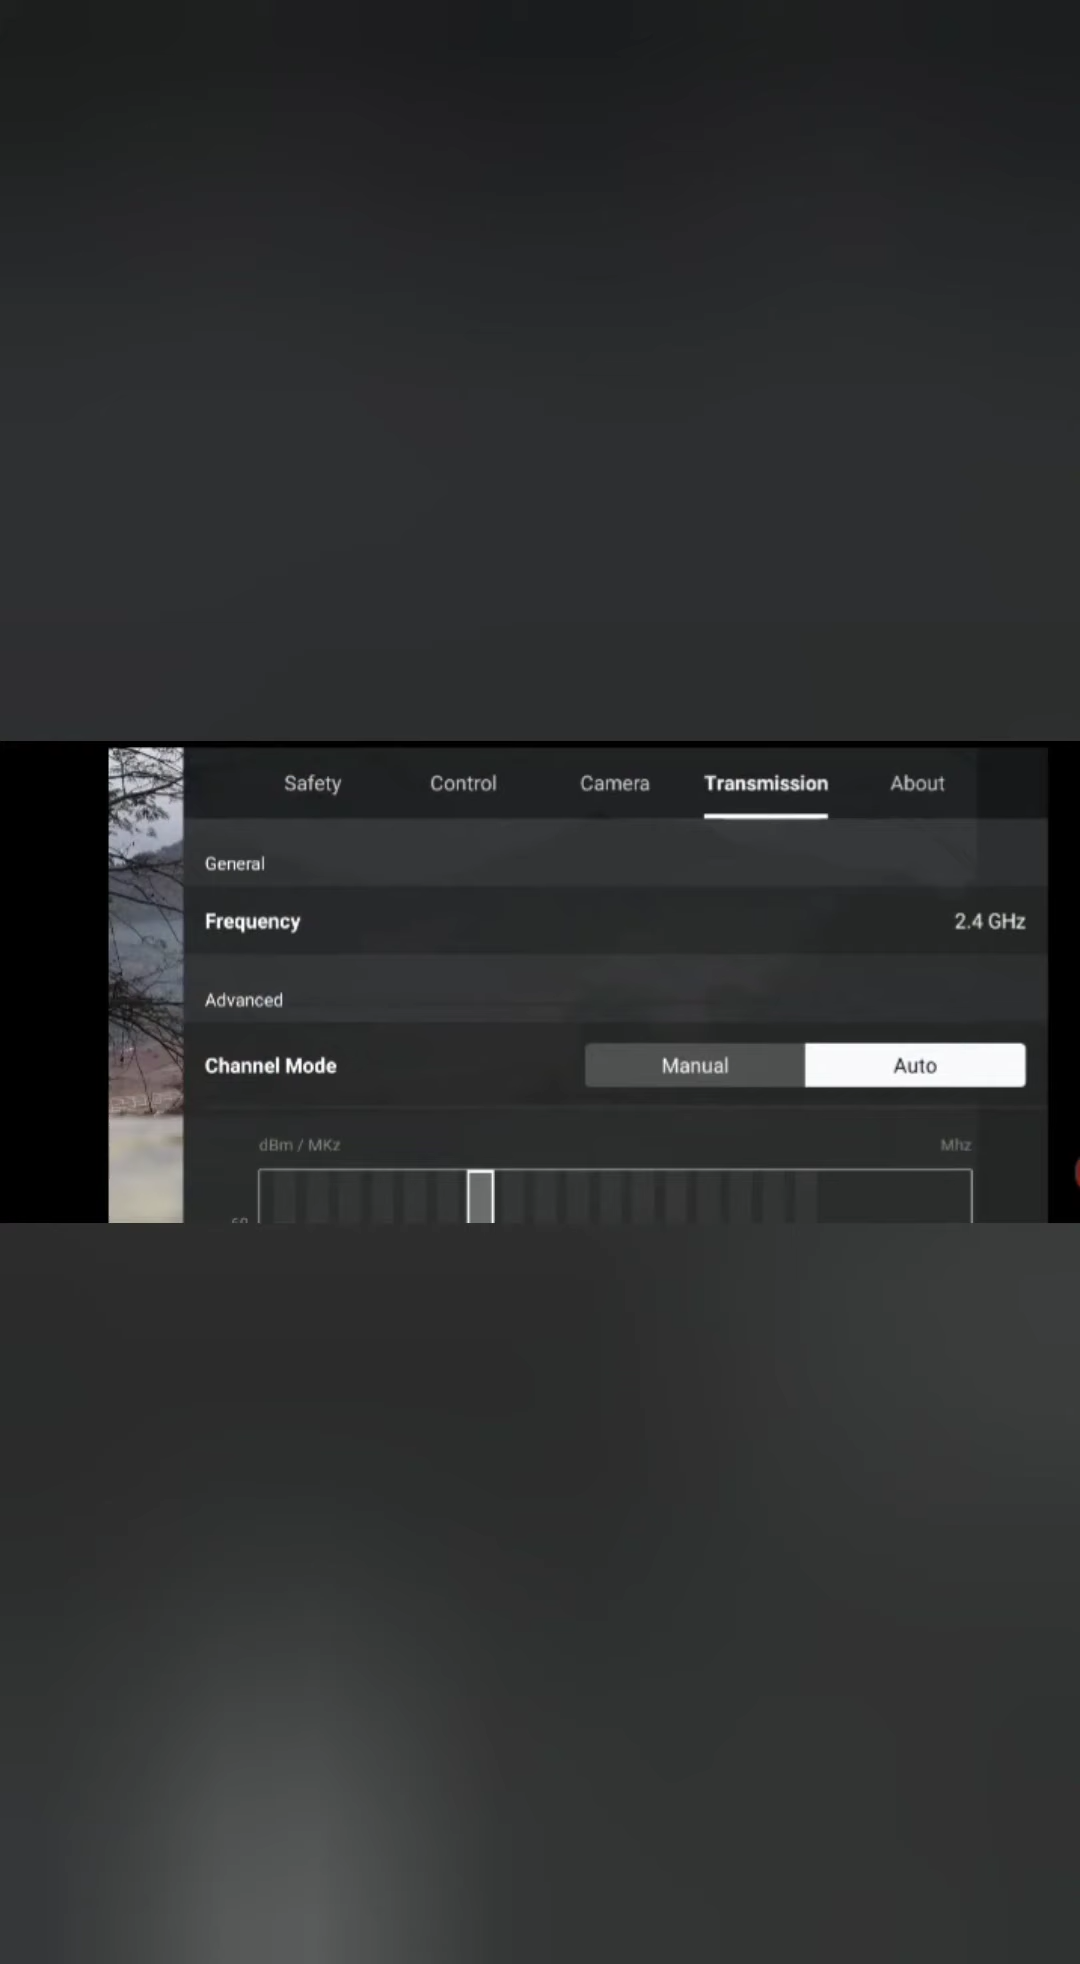 Safety Control Camera Transmission About
General
Frequency 2.4 GHz
Advanced
Channel Mode Manual Auto
dBm / MKz Mhz